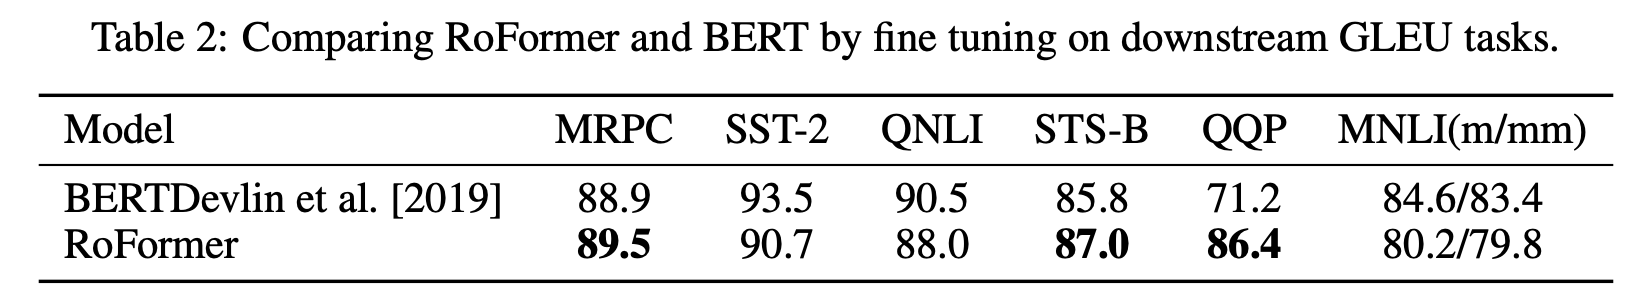 Table 2: Comparing RoFormer and BERT by fine tuning on downstream GLEU tasks.
Model MRPC SST-2 QNLI STS-B QQP MNLI(m/mm)
BERTDevlin et al. [2019] 88.9 93.5 90.5 85.8 71.2 84.6/83.4
RoFormer 89.5 90.7 88.0 87.0 86.4 80.2/79.8